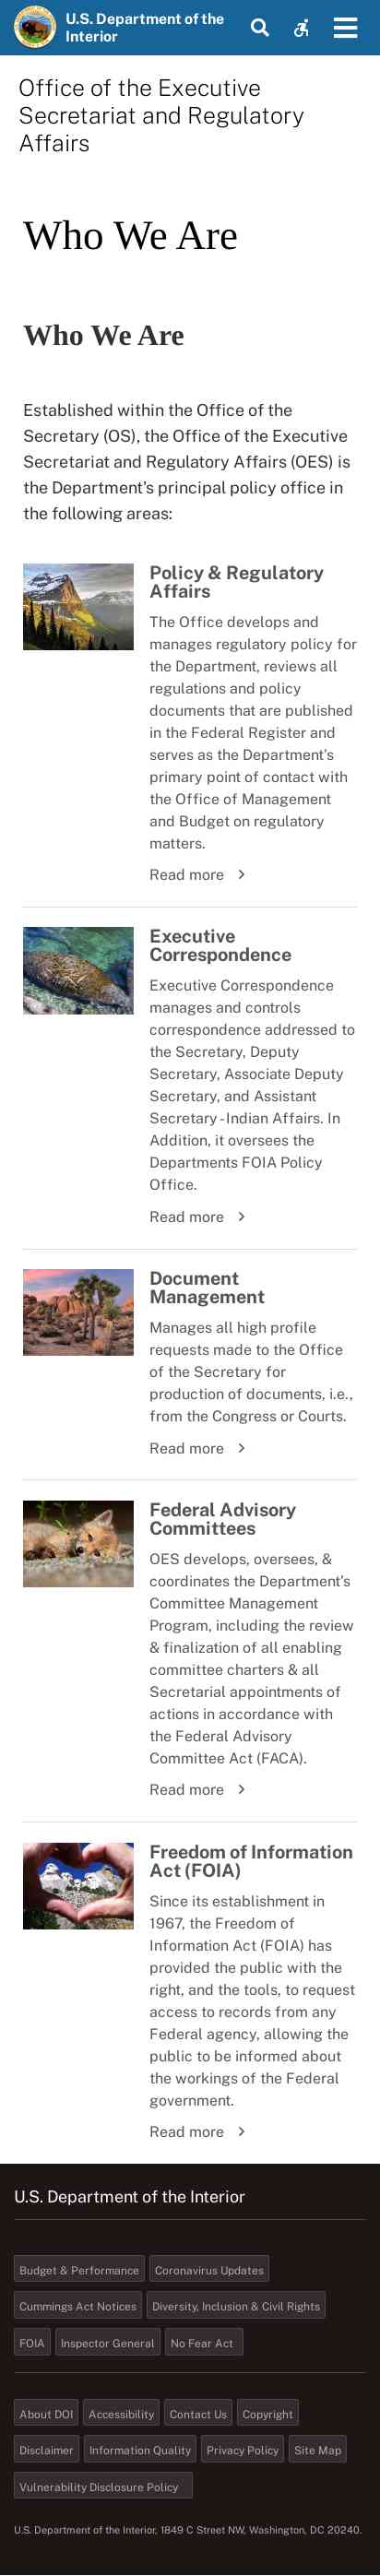 U.S. Department of the
Interior
Office of the Executive
Secretariat and Regulatory
Affairs
Who We Are
Who We Are
Established within the Office of the
Secretary (OS), the Office of the Executive
Secretariat and Regulatory Affairs (OES) is
the Department's principal policy office in
the following areas:
Policy & Regulatory
Affairs
The Office develops and
manages regulatory policy for
the Department, reviews all
regulations and policy
documents that are published
in the Federal Register and
serves as the Department's
primary point of contact with
the Office of Management
and Budget on regulatory
matters.
Read more
Executive
Correspondence
Executive Correspondence
manages and controls
correspondence addressed to
the Secretary, Deputy
Secretary, Associate Deputy
Secretary, and Assistant
Secretary-Indian Affairs. In
Addition, it oversees the
Departments FOIA Policy
Office.
Read more
Document
Management
Manages all high profile
requests made to the Office
of the Secretary for
production of documents, i.e.,
from the Congress or Courts.
Read more
Federal Advisory
Committees
OES develops, oversees, &
coordinates the Department's
Committee Management
Program, including the review
& finalization of all enabling
committee charters & all
Secretarial appointments of
actions in accordance with
the Federal Advisory
Committee Act (FACA).
Read more
Freedom of Information
Act (FOIA)
Since its establishment in
1967, the Freedom of
Information Act (FOIA) has
provided the public with the
right, and the tools, to request
access to records from any
Federal agency, allowing the
public to be informed about
the workings of the Federal
government.
Read more
U.S. Department of the Interior
Budget & Performance Coronavirus Updates
Cummings Act Notices Diversity, Inclusion & Civil Rights
FOIA Inspector General No Fear Act
About DOI Accessibility Contact Us Copyright
Disclaimer Information Quality Privacy Policy Site Map
Vulnerability Disclosure Policy
U.S. Department of the Interior, 1849 C Street NW, Washington, DC 20240.